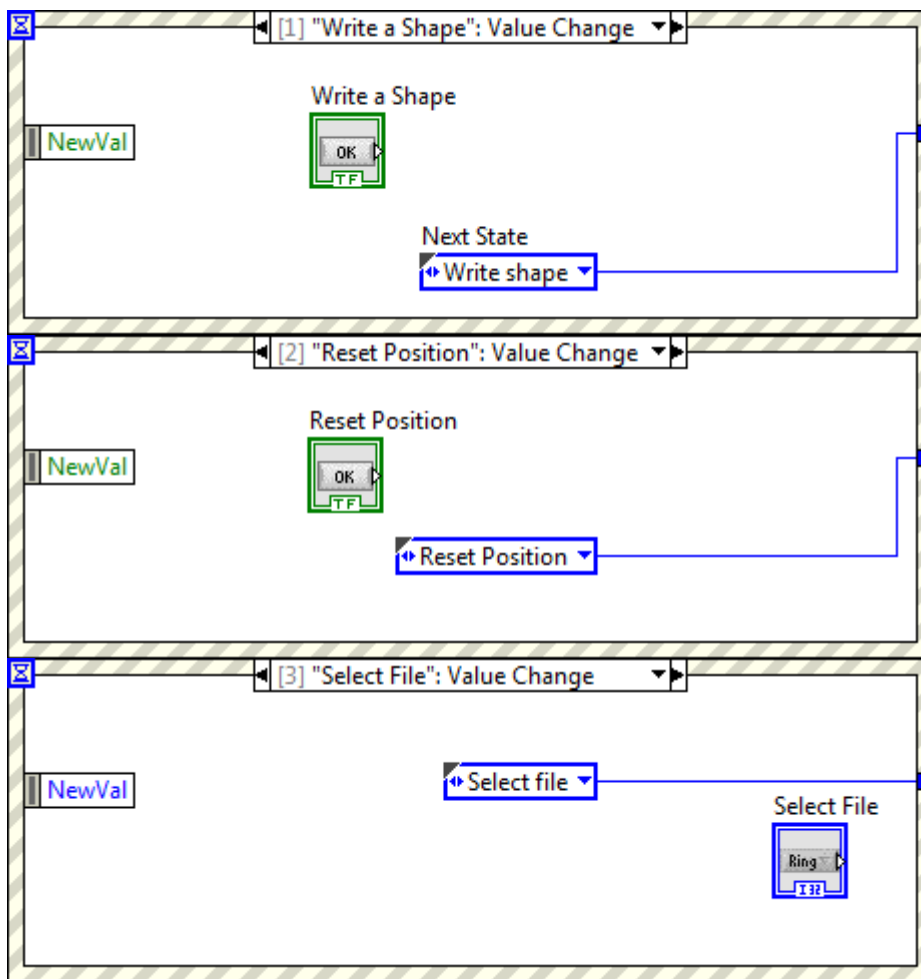 [1] "Write a Shape": Value Change
Write a Shape
NewVal
OK
TF
Next State
Write shape
[2] "Reset Position": Value Change
Reset Position
NewVal
OK
TF
Reset Position
[3] "Select File": Value Change
NewVal
Select file
Select File
Ring
I32